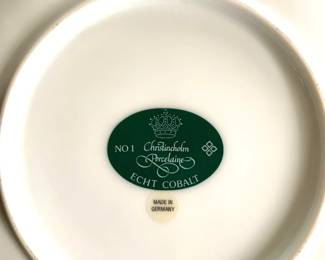 NO 1
Christineholm
Porcelaine
ECHT COBALT
MADE IN
GERMANY